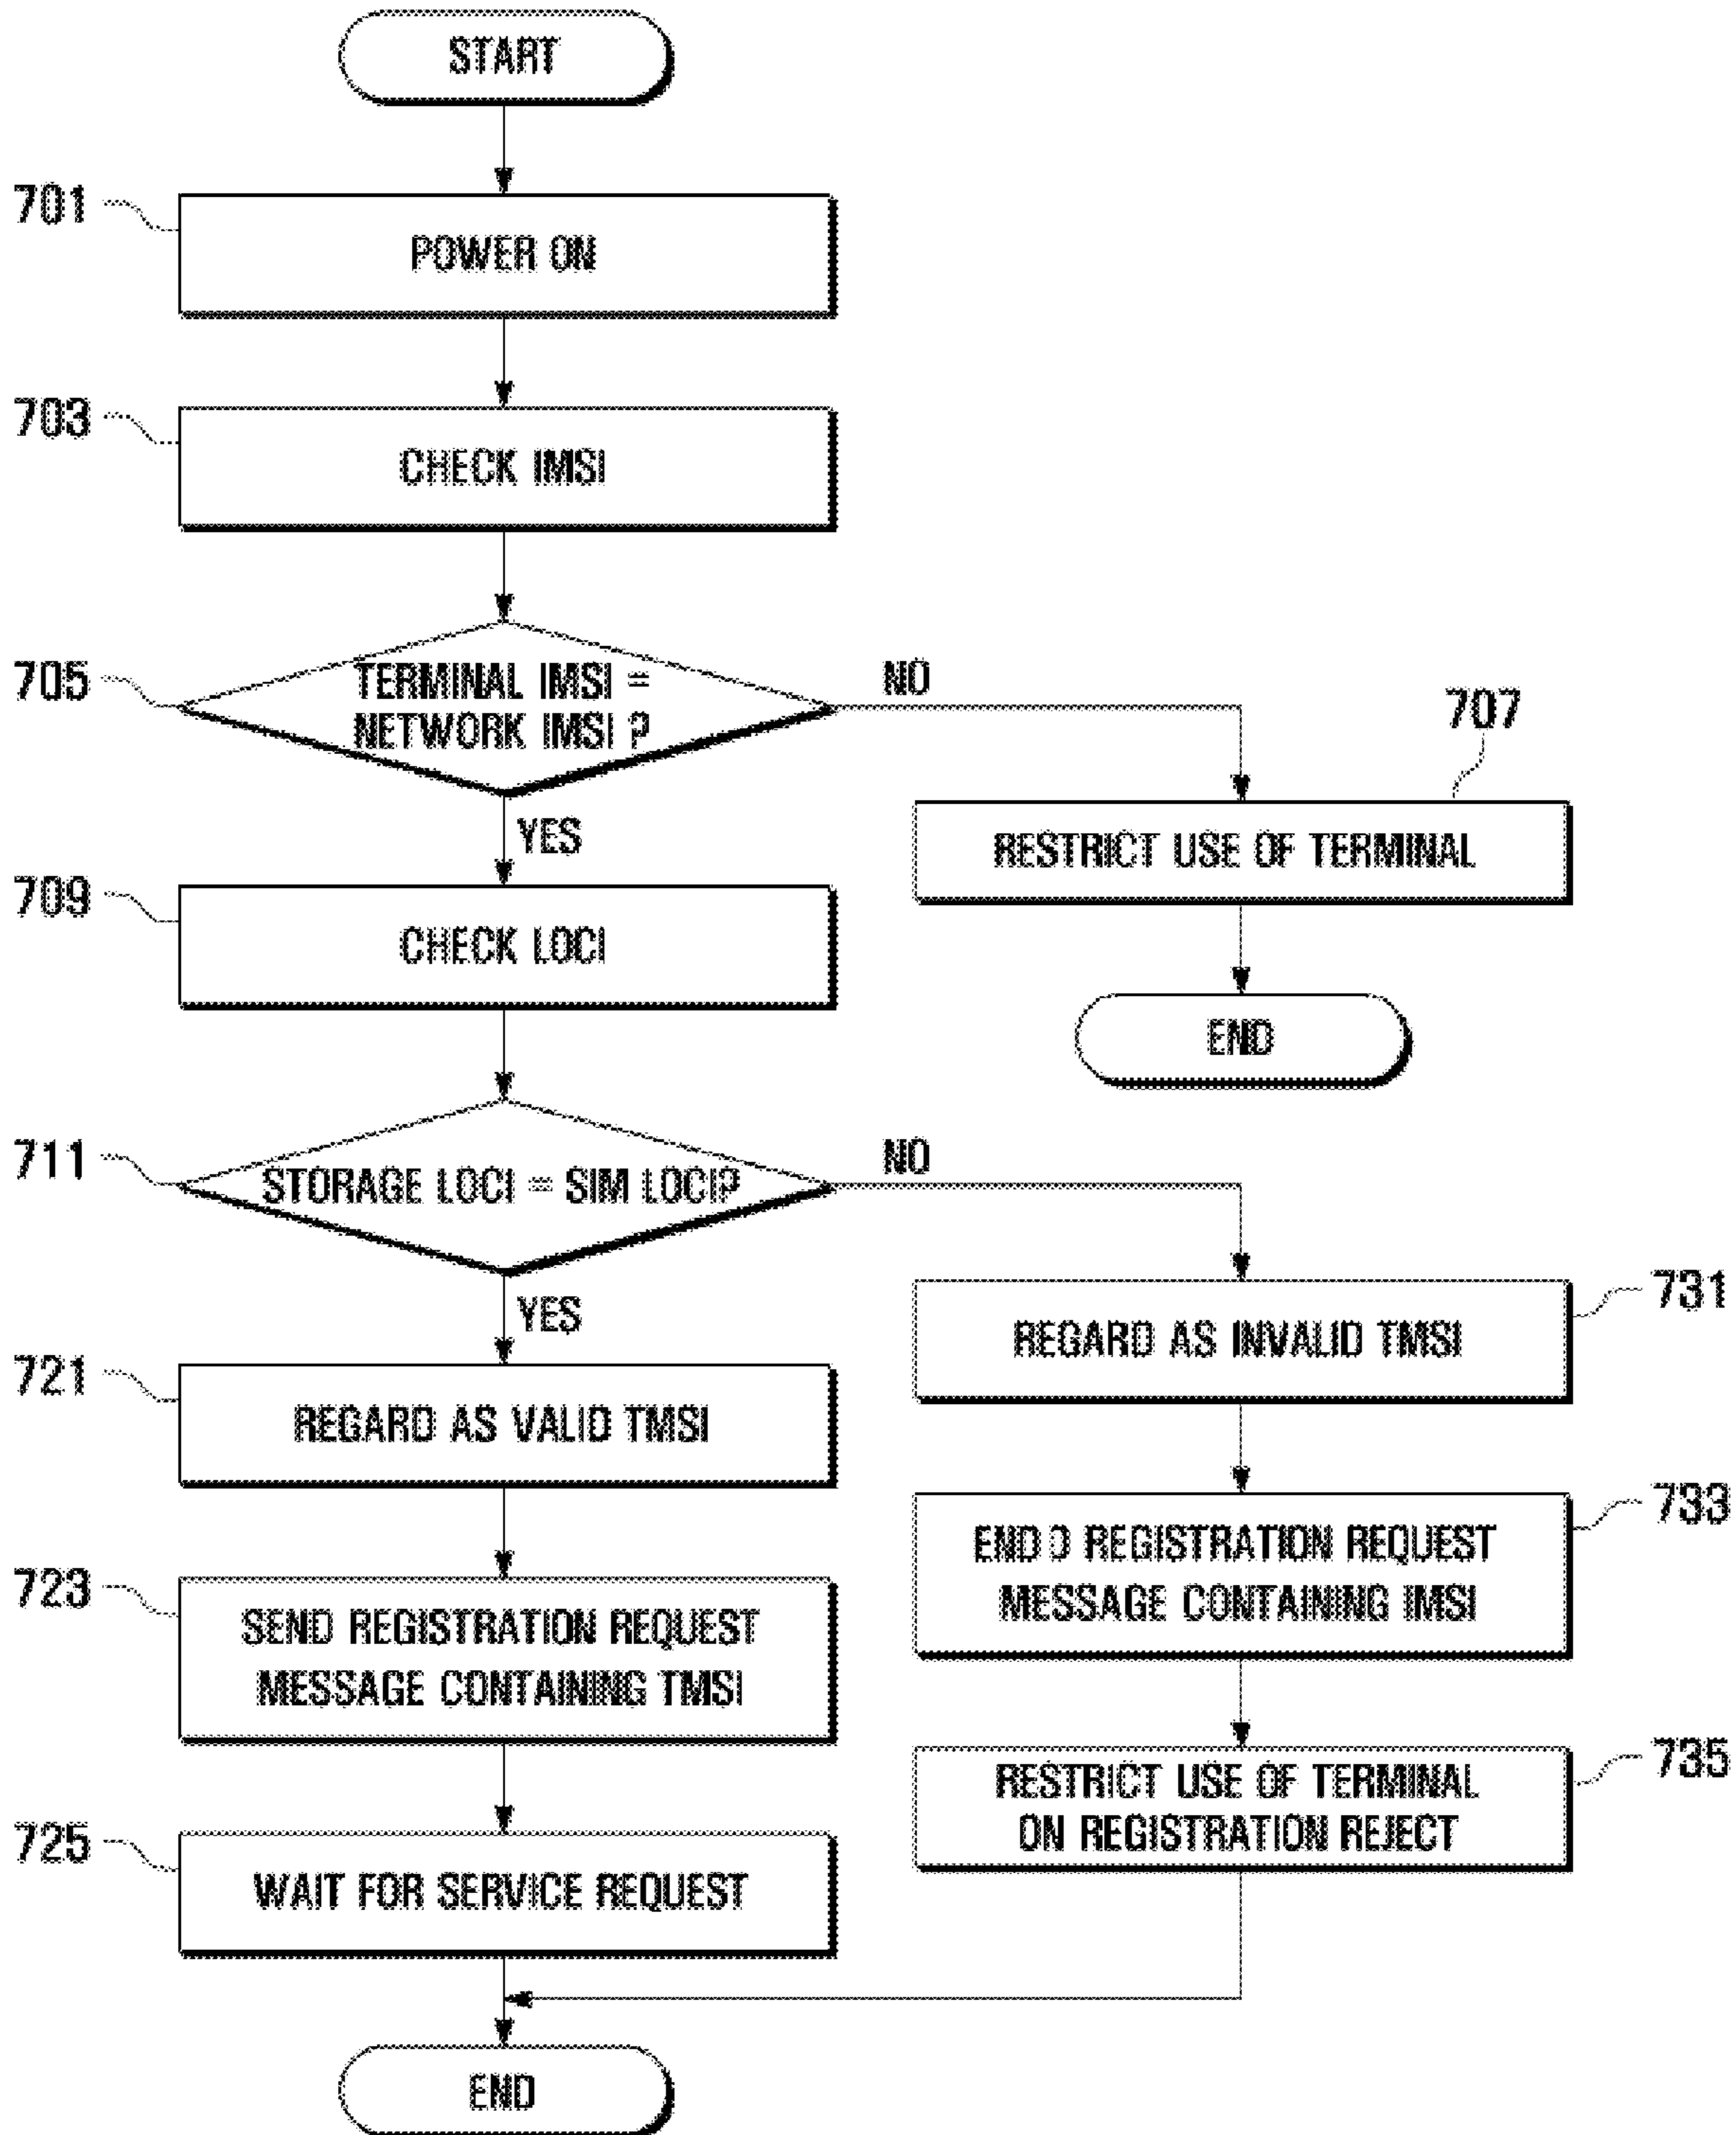 START
701
POWER ON
703
CHECK IMSI
705
TERMINAL IMSI =
NETWORK IMSI ?
NO
707
RESTRICT USE OF TERMINAL
YES
709
CHECK LOCI
END
711
STORAGE LOCI = SIM LOCI?
NO
731
REGARD AS INVALID TMSI
YES
721
REGARD AS VALID TMSI
733
END O REGISTRATION REQUEST
MESSAGE CONTAINING IMSI
723
SEND REGISTRATION REQUEST
MESSAGE CONTAINING TMSI
735
RESTRICT USE OF TERMINAL
ON REGISTRATION REJECT
725
WAIT FOR SERVICE REQUEST
END